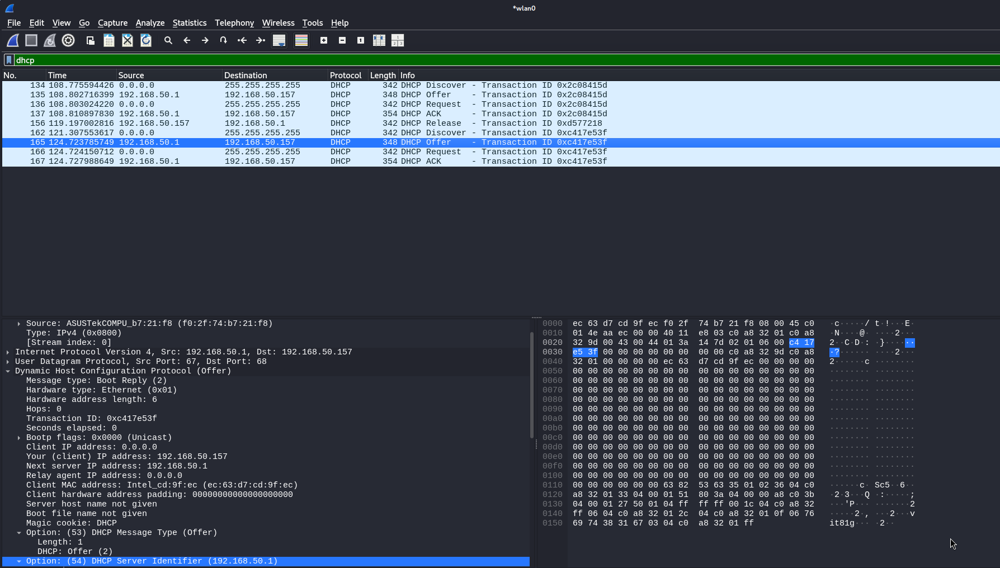 *wlan0
File Edit View Go Capture Analyze Statistics Telephony Wireless Tools Help
dhcp
No. Time Source Destination Protocol Length Info
134 108.775594426 0.0.0.0 255.255.255.255 DHCP 342 DHCP Discover - Transaction ID 0x2c08415d
135 108.802716399 192.168.50.1 192.168.50.157 DHCP 348 DHCP Offer - Transaction ID 0x2c08415d
136 108.803024220 0.0.0.0 255.255.255.255 DHCP 342 DHCP Request - Transaction ID 0x2c08415d
137 108.810897830 192.168.50.1 192.168.50.157 DHCP 354 DHCP ACK - Transaction ID 0x2c08415d
156 119.197002816 192.168.50.157 192.168.50.1 DHCP 342 DHCP Release - Transaction ID 0xd577218
162 121.307553617 0.0.0.0 255.255.255.255 DHCP 342 DHCP Discover - Transaction ID 0xc417e53f
165 124.723785749 192.168.50.1 192.168.50.157 DHCP 348 DHCP Offer - Transaction ID 0xc417e53f
166 124.724150712 0.0.0.0 255.255.255.255 DHCP 342 DHCP Request - Transaction ID 0xc417e53f
167 124.727988649 192.168.50.1 192.168.50.157 DHCP 354 DHCP ACK - Transaction ID 0xc417e53f
Source: ASUSTekCOMPU_b7:21:f8 (f0:2f:74:b7:21:f8)
Type: IPv4 (0x0800)
[Stream index: 0]
Internet Protocol Version 4, Src: 192.168.50.1, Dst: 192.168.50.157
User Datagram Protocol, Src Port: 67, Dst Port: 68
Dynamic Host Configuration Protocol (Offer)
Message type: Boot Reply (2)
Hardware type: Ethernet (0x01)
Hardware address length: 6
Hops: 0
Transaction ID: 0xc417e53f
Seconds elapsed: 0
Bootp flags: 0x0000 (Unicast)
Client IP address: 0.0.0.0
Your (client) IP address: 192.168.50.157
Next server IP address: 192.168.50.1
Relay agent IP address: 0.0.0.0
Client MAC address: Intel_cd:9f:ec (ec:63:d7:cd:9f:ec)
Client hardware address padding: 00000000000000000000
Server host name not given
Boot file name not given
Magic cookie: DHCP
Option: (53) DHCP Message Type (Offer)
Length: 1
DHCP: Offer (2)
Option: (54) DHCP Server Identifier (192.168.50.1)
0000 ec 63 d7 cd 9f ec f0 2f 74 b7 21 f8 08 00 45 c0 ·c·····/ t·!···E·
0010 01 4e aa ec 00 00 40 11 e8 03 c0 a8 32 01 c0 a8 ·N····@· ····2···
0020 32 9d 00 43 00 44 01 3a 14 7d 02 01 06 00 c4 17 2··C·D·: ·}······
0030 e5 3f 00 00 00 00 00 00 00 00 c0 a8 32 9d c0 a8 ·?······ ····2···
0040 32 01 00 00 00 00 ec 63 d7 cd 9f ec 00 00 00 00 2······c ········
0050 00 00 00 00 00 00 00 00 00 00 00 00 00 00 00 00 ········ ········
0060 00 00 00 00 00 00 00 00 00 00 00 00 00 00 00 00 ········ ········
0070 00 00 00 00 00 00 00 00 00 00 00 00 00 00 00 00 ········ ········
0080 00 00 00 00 00 00 00 00 00 00 00 00 00 00 00 00 ········ ········
0090 00 00 00 00 00 00 00 00 00 00 00 00 00 00 00 00 ········ ········
00a0 00 00 00 00 00 00 00 00 00 00 00 00 00 00 00 00 ········ ········
00b0 00 00 00 00 00 00 00 00 00 00 00 00 00 00 00 00 ········ ········
00c0 00 00 00 00 00 00 00 00 00 00 00 00 00 00 00 00 ········ ········
00d0 00 00 00 00 00 00 00 00 00 00 00 00 00 00 00 00 ········ ········
00e0 00 00 00 00 00 00 00 00 00 00 00 00 00 00 00 00 ········ ········
00f0 00 00 00 00 00 00 00 00 00 00 00 00 00 00 00 00 ········ ········
0100 00 00 00 00 00 00 00 00 00 00 00 00 00 00 00 00 ········ ········
0110 00 00 00 00 00 00 63 82 53 63 35 01 02 36 04 c0 ······c· Sc5··6··
0120 a8 32 01 33 04 00 01 51 80 3a 04 00 00 a8 c0 3b ·2·3···Q ·:·····;
0130 04 00 01 27 50 01 04 ff ff ff 00 1c 04 c0 a8 32 ···'P··· ·······2
0140 ff 06 04 c0 a8 32 01 2c 04 c0 a8 32 01 0f 06 76 ·····2·, ···2···v
0150 69 74 38 31 67 03 04 c0 a8 32 01 ff it81g··· ·2··